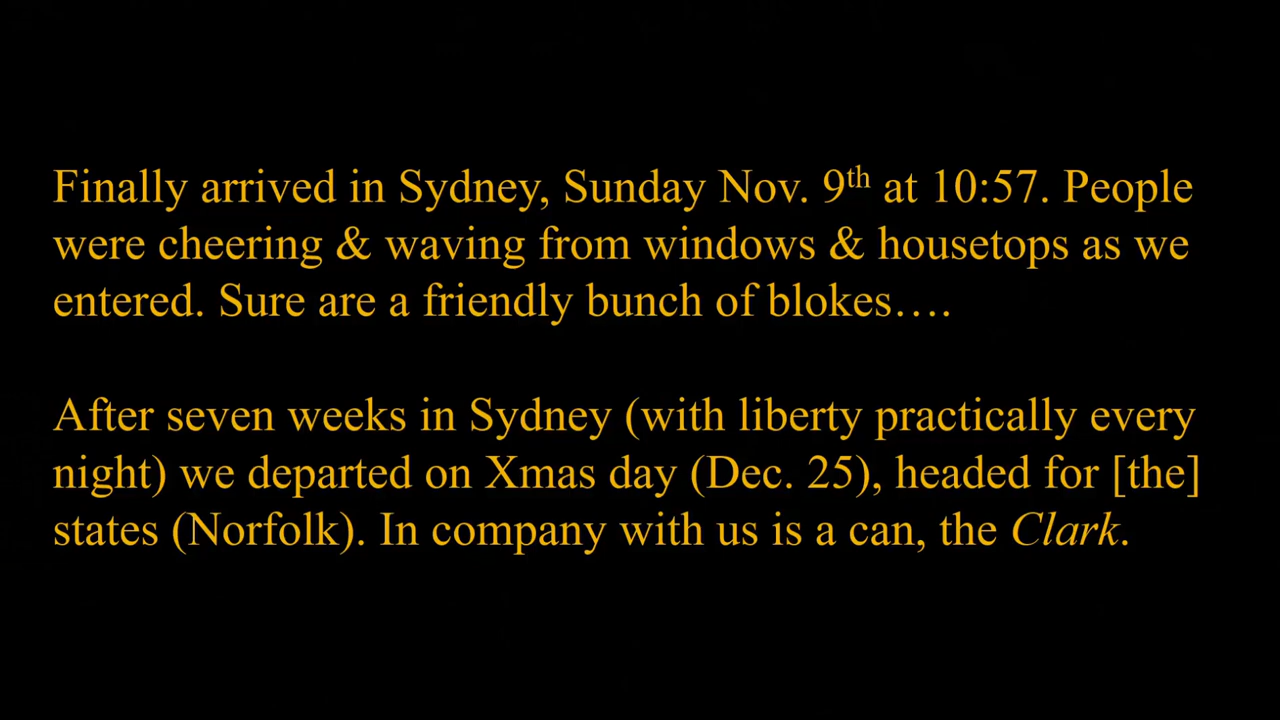 Finally arrived in Sydney, Sunday Nov. 9th at 10:57. People
were cheering & waving from windows & housetops as we
entered. Sure are a friendly bunch of blokes….
After seven weeks in Sydney (with liberty practically every
night) we departed on Xmas day (Dec. 25), headed for [the]
states (Norfolk). In company with us is a can, the Clark.